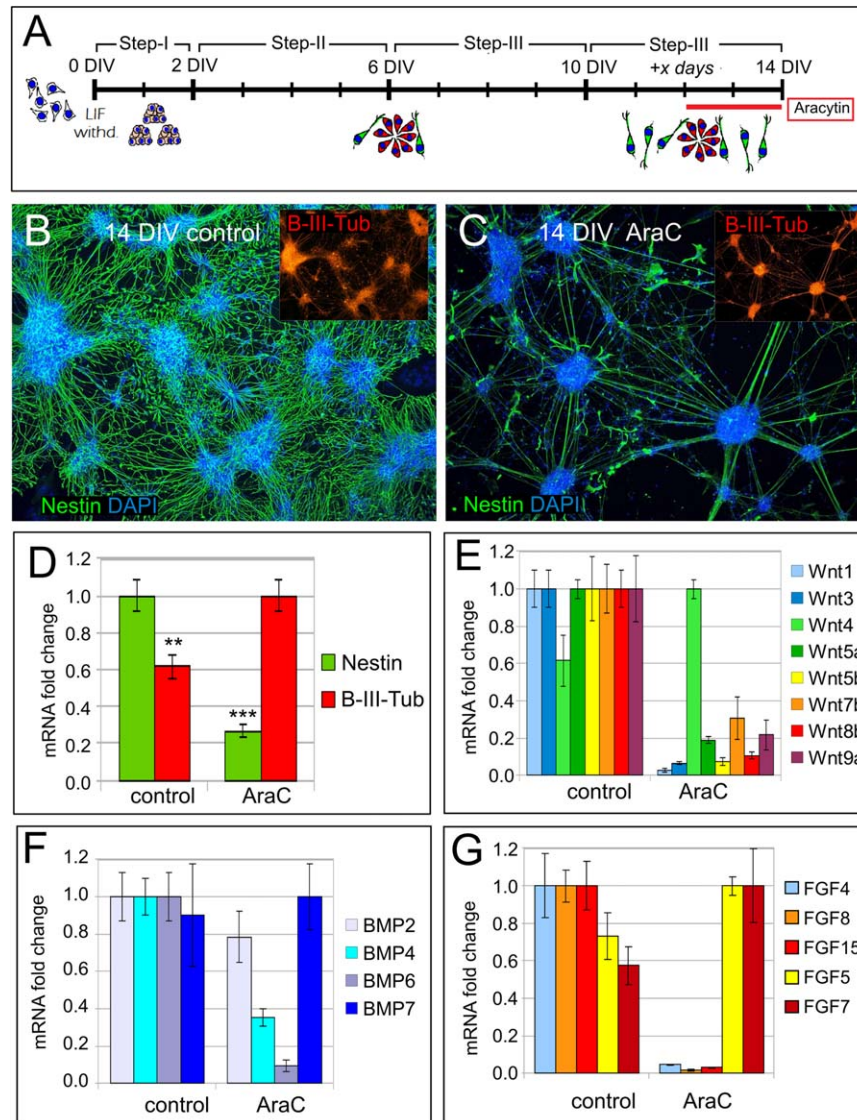 A
Step-I Step-II Step-III Step-III
0 DIV 2 DIV 6 DIV 10 DIV +x days 14 DIV
LIF
withd.
Aracytin
B 14 DIV control B-III-Tub
Nestin DAPI
C 14 DIV AraC B-III-Tub
Nestin DAPI
D
mRNA fold change
1.2
1.0
0.8
0.6
0.4
0.2
0.0
**
***
control AraC
Nestin
B-III-Tub
E
mRNA fold change
1.2
1.0
0.8
0.6
0.4
0.2
0.0
control AraC
Wnt1
Wnt3
Wnt4
Wnt5a
Wnt5b
Wnt7b
Wnt8b
Wnt9a
F
mRNA fold change
1.2
1.0
0.8
0.6
0.4
0.2
0.0
control AraC
BMP2
BMP4
BMP6
BMP7
G
mRNA fold change
1.2
1.0
0.8
0.6
0.4
0.2
0.0
control AraC
FGF4
FGF8
FGF15
FGF5
FGF7